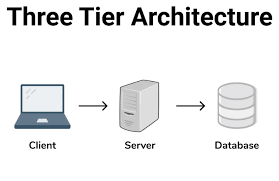 Three Tier Architecture
Client
Server
Database